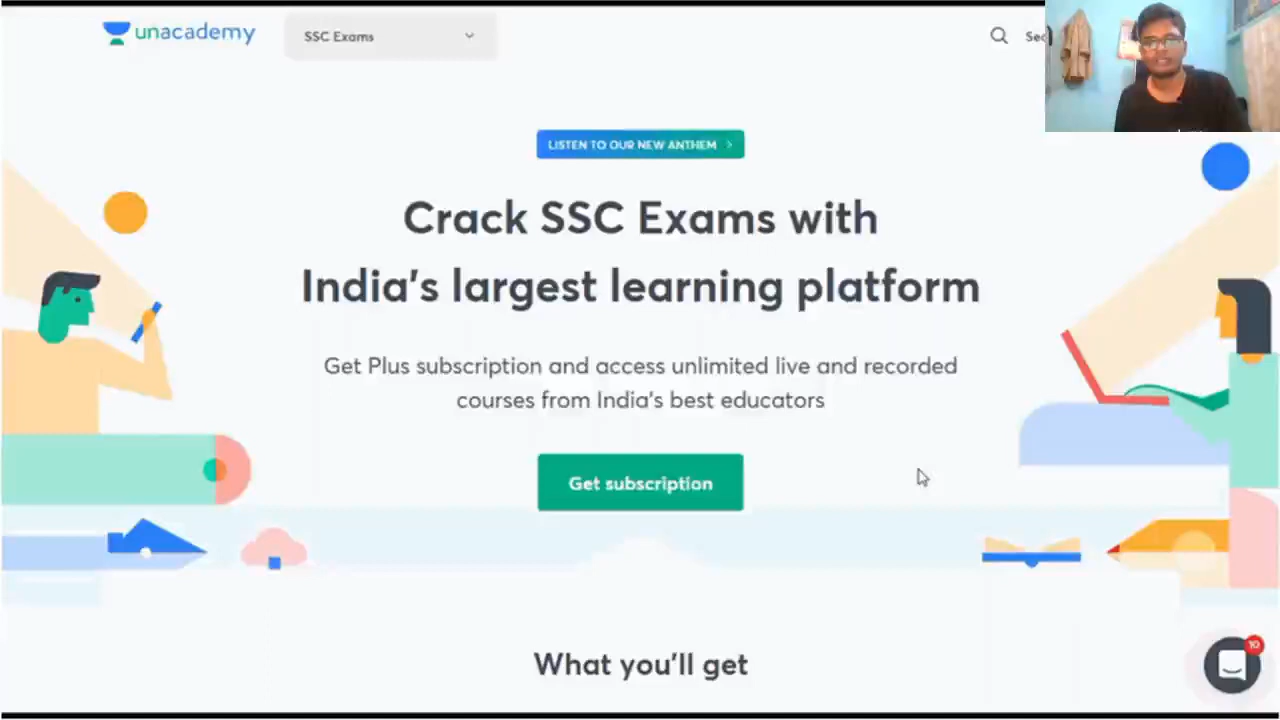 unacademy
SSC Exams
LISTEN TO OUR NEW ANTHEM
Crack SSC Exams with
India's largest learning platform
Get Plus subscription and access unlimited live and recorded
courses from India's best educators
Get subscription
What you'll get
10